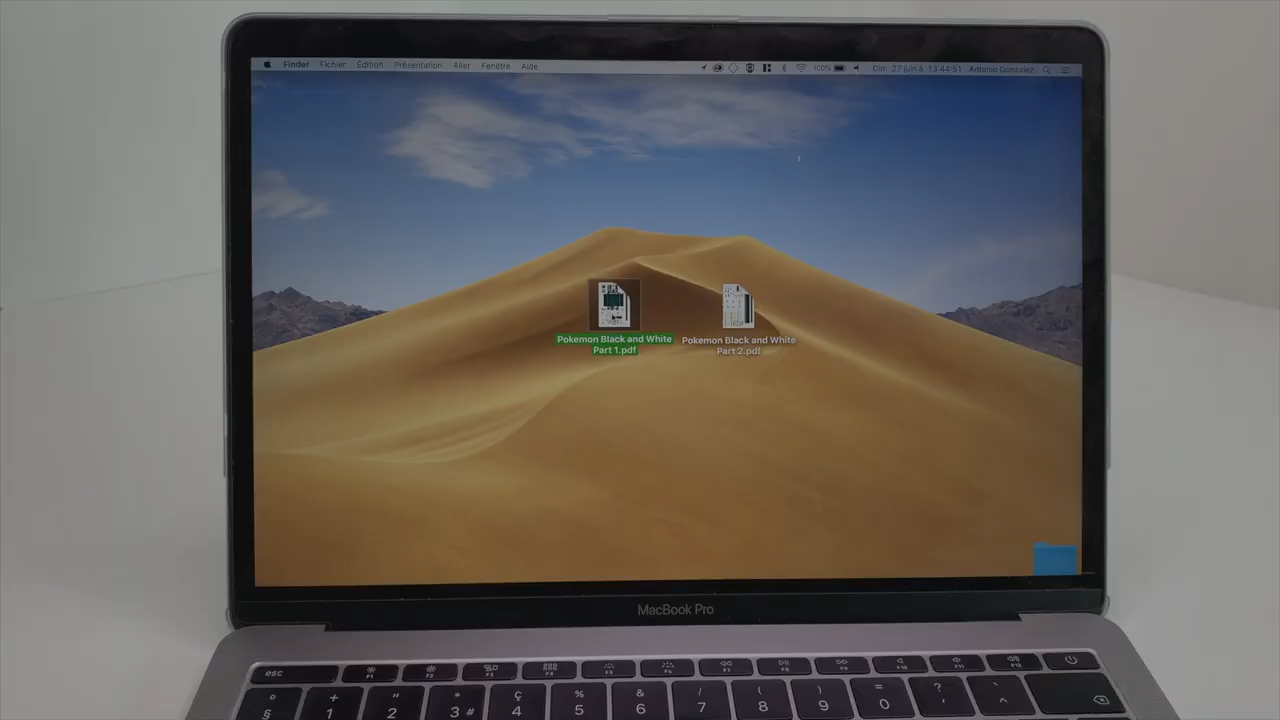 Finder Fichier Édition Présentation Aller Fenêtre Aide 100% Dim. 27 juin à 13:44:51 Antonio Gonzalez
Pokemon Black and White
Part 1.pdf
Pokemon Black and White
Part 2.pdf
MacBook Pro
esc F1 F2 F3 F4 F5 F6 F7 F8 F9 F10 F11 F12
° + " * ç % & / ( ) = ? `
§ 1 2 3 # 4 5 6 7 8 9 0 ' ^